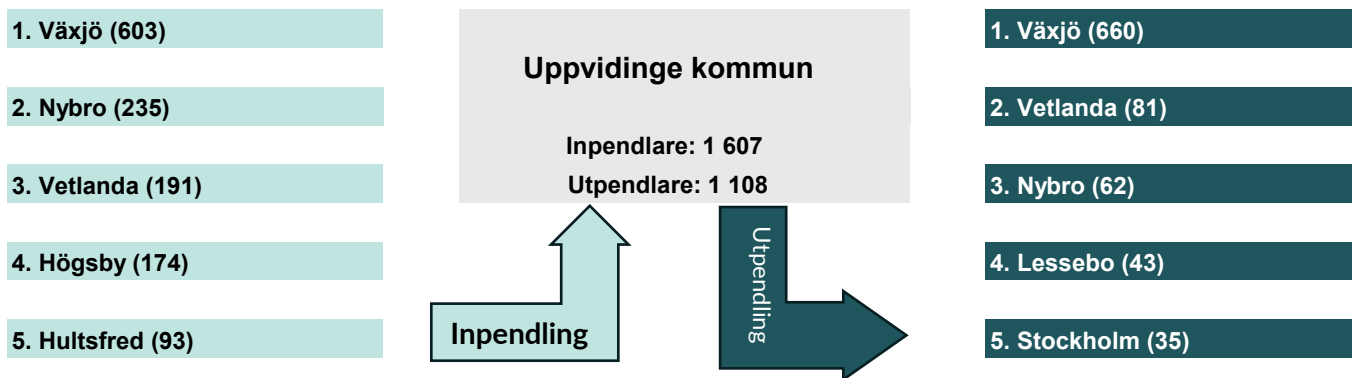 1. Växjö (603)
2. Nybro (235)
3. Vetlanda (191)
4. Högsby (174)
5. Hultsfred (93)
Uppvidinge kommun
Inpendlare: 1 607
Utpendlare: 1 108
Inpendling
Utpendling
1. Växjö (660)
2. Vetlanda (81)
3. Nybro (62)
4. Lessebo (43)
5. Stockholm (35)